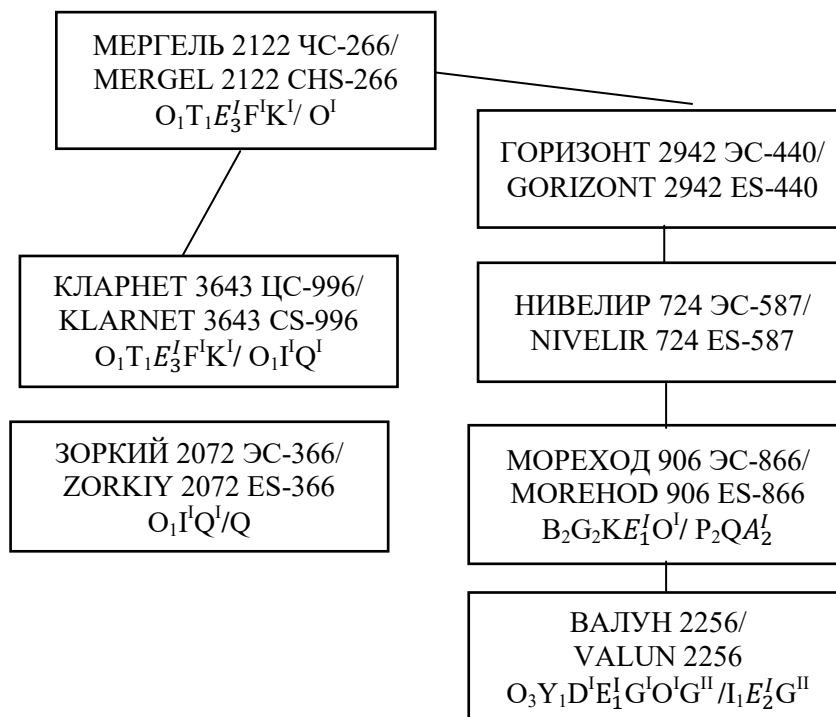 МЕРГЕЛЬ 2122 ЧС-266/
MERGEL 2122 CHS-266
O₁T₁E₃ᴵFᴵKᴵ/ Oᴵ
ГОРИЗОНТ 2942 ЭС-440/
GORIZONT 2942 ES-440
КЛАРНЕТ 3643 ЦС-996/
KLARNET 3643 CS-996
O₁T₁E₃ᴵFᴵKᴵ/ O₁IᴵQᴵ
НИВЕЛИР 724 ЭС-587/
NIVELIR 724 ES-587
ЗОРКИЙ 2072 ЭС-366/
ZORKIY 2072 ES-366
O₁IᴵQᴵ/Q
МОРЕХОД 906 ЭС-866/
MOREHOD 906 ES-866
B₂G₂KE₁ᴵOᴵ/ P₂QA₂ᴵ
ВАЛУН 2256/
VALUN 2256
O₃Y₁DᴵE₁ᴵGᴵOᴵGᴵᴵ /I₁E₂ᴵGᴵᴵ